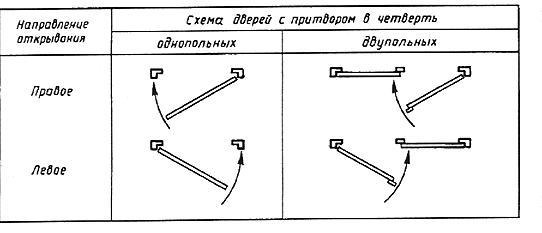 Направление
открывания
Схема дверей с притвором в четверть
однопольных
двупольных
Правое
Левое